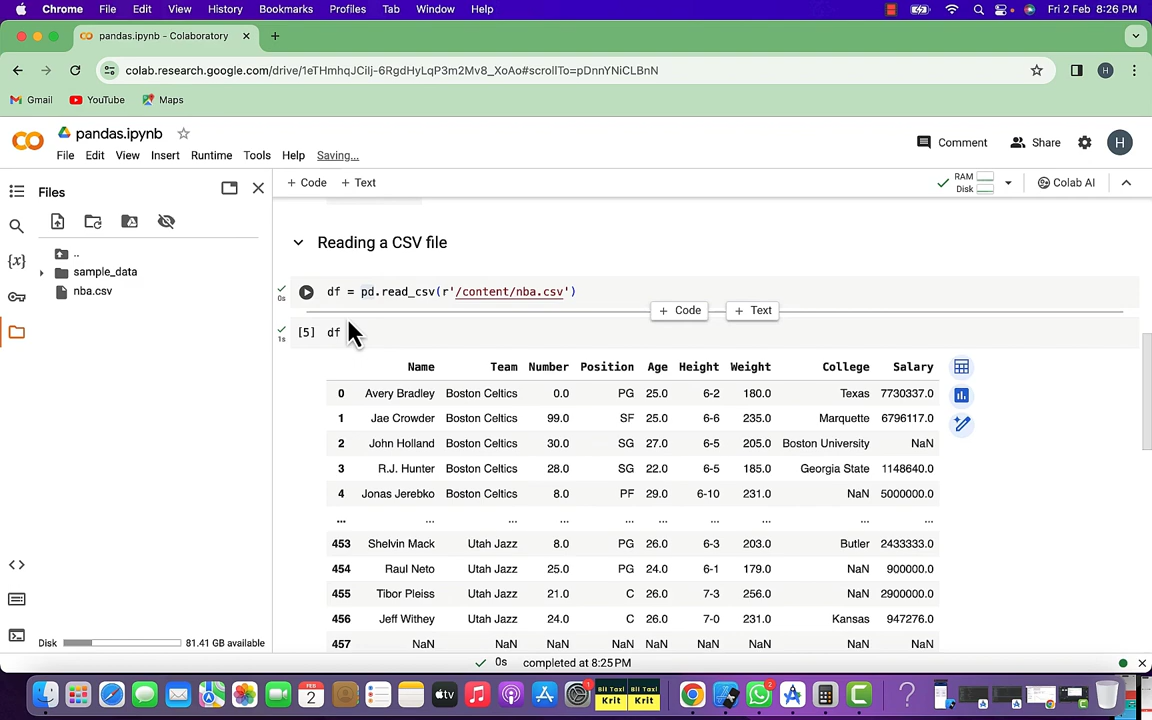 Chrome File Edit View History Bookmarks Profiles Tab Window Help Fri 2 Feb 8:26 PM
pandas.ipynb - Colaboratory
colab.research.google.com/drive/1eTHmhqJCiIj-6RgdHyLqP3m2Mv8_XoAo#scrollTo=pDnnYNiCLBnN H
Gmail YouTube Maps
pandas.ipynb
File Edit View Insert Runtime Tools Help Saving... Comment Share H
Files + Code + Text RAM Disk Colab AI
..
sample_data
nba.csv
Reading a CSV file
0s df = pd.read_csv(r'/content/nba.csv')
+ Code + Text
1s [5] df
Name Team Number Position Age Height Weight College Salary
0 Avery Bradley Boston Celtics 0.0 PG 25.0 6-2 180.0 Texas 7730337.0
1 Jae Crowder Boston Celtics 99.0 SF 25.0 6-6 235.0 Marquette 6796117.0
2 John Holland Boston Celtics 30.0 SG 27.0 6-5 205.0 Boston University NaN
3 R.J. Hunter Boston Celtics 28.0 SG 22.0 6-5 185.0 Georgia State 1148640.0
4 Jonas Jerebko Boston Celtics 8.0 PF 29.0 6-10 231.0 NaN 5000000.0
... ... ... ... ... ... ... ... ... ...
453 Shelvin Mack Utah Jazz 8.0 PG 26.0 6-3 203.0 Butler 2433333.0
454 Raul Neto Utah Jazz 25.0 PG 24.0 6-1 179.0 NaN 900000.0
455 Tibor Pleiss Utah Jazz 21.0 C 26.0 7-3 256.0 NaN 2900000.0
456 Jeff Withey Utah Jazz 24.0 C 26.0 7-0 231.0 Kansas 947276.0
457 NaN NaN NaN NaN NaN NaN NaN NaN NaN
Disk 81.41 GB available
0s completed at 8:25 PM
FEB
2
tv
Bit Taxi Bit Taxi
Krit Krit